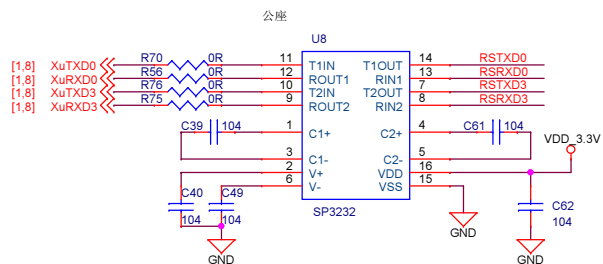 公座
U8
[1,8] XuTXD0 R70 0R 11 T1IN T1OUT 14 RSTXD0
[1,8] XuRXD0 R56 0R 12 ROUT1 RIN1 13 RSRXD0
[1,8] XuTXD3 R76 0R 10 T2IN T2OUT 7 RSTXD3
[1,8] XuRXD3 R75 0R 9 ROUT2 RIN2 8 RSRXD3
C39 104 1 C1+ C2+ 4 C61 104
VDD_3.3V
3 C1- C2- 5
2 V+ VDD 16
6 V- VSS 15
C40 C49
104 104
C62
104
SP3232
GND GND GND